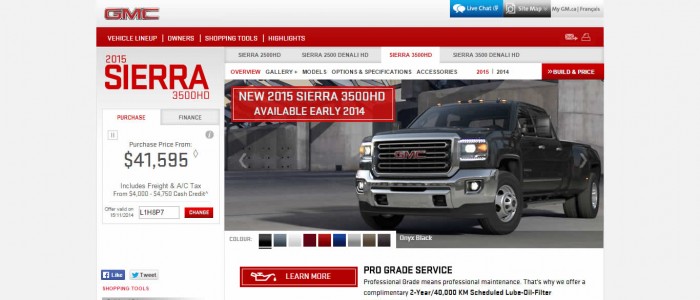 GMC
Live Chat
Site Map
My GM.ca | Français
VEHICLE LINEUP | OWNERS | SHOPPING TOOLS | HIGHLIGHTS
2015
SIERRA
3500HD
SIERRA 2500HD
SIERRA 2500 DENALI HD
SIERRA 3500HD
SIERRA 3500 DENALI HD
OVERVIEW GALLERY + MODELS OPTIONS & SPECIFICATIONS ACCESSORIES
2015 | 2014
» BUILD & PRICE
PURCHASE
FINANCE
Purchase Price From:
$41,595 ◊
Includes Freight & A/C Tax
From $4,000 - $4,750 Cash Credit^
Offer valid on
15/11/2014
L1H8P7
CHANGE
NEW 2015 SIERRA 3500HD
AVAILABLE EARLY 2014
GMC
COLOUR:
Onyx Black
Like
Tweet
SHOPPING TOOLS
LEARN MORE
PRO GRADE SERVICE
Professional Grade means professional maintenance. That's why we offer a
complimentary 2-Year/40,000 KM Scheduled Lube-Oil-Filter